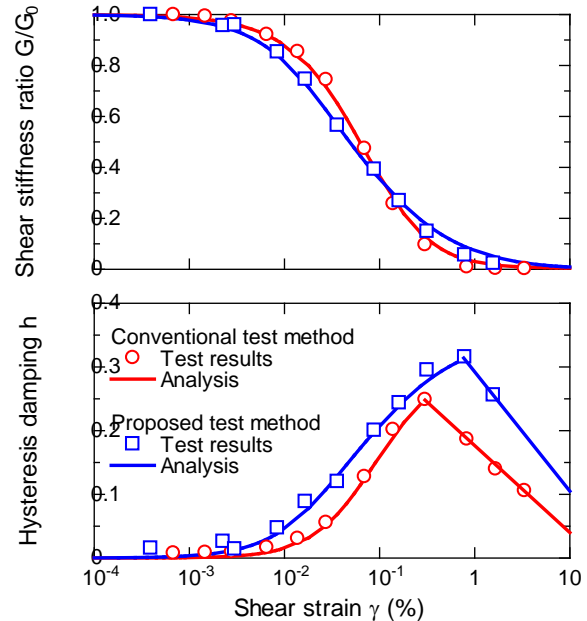 Shear stiffness ratio G/G₀
1.0
0.8
0.6
0.4
0.2
0
Hysteresis damping h
0.4
0.3
0.2
0.1
0
Conventional test method
Test results
Analysis
Proposed test method
Test results
Analysis
10⁻⁴ 10⁻³ 10⁻² 10⁻¹ 1 10
Shear strain γ (%)